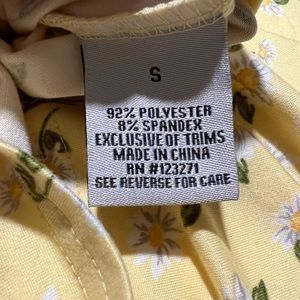 S
92% POLYESTER
8% SPANDEX
EXCLUSIVE OF TRIMS
MADE IN CHINA
RN #123271
SEE REVERSE FOR CARE